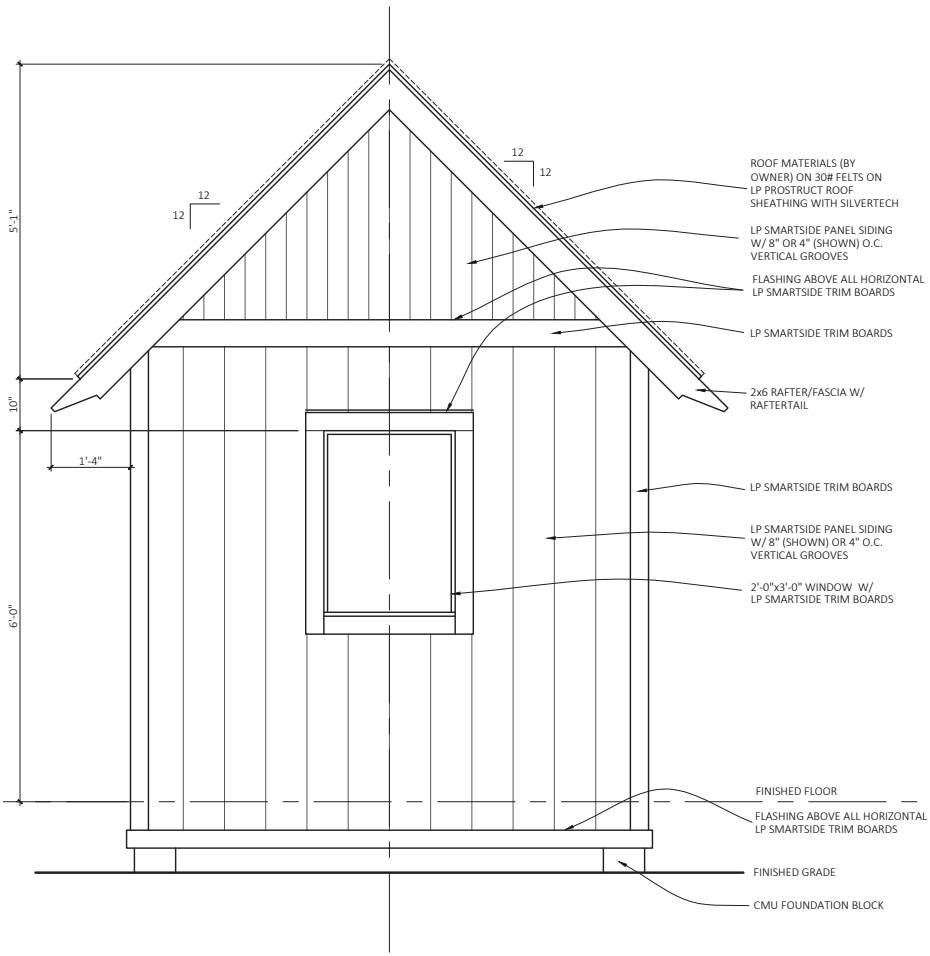 12
12
12
12
5'-1"
10"
1'-4"
6'-0"
ROOF MATERIALS (BY
OWNER) ON 30# FELTS ON
LP PROSTRUCT ROOF
SHEATHING WITH SILVERTECH
LP SMARTSIDE PANEL SIDING
W/ 8" OR 4" (SHOWN) O.C.
VERTICAL GROOVES
FLASHING ABOVE ALL HORIZONTAL
LP SMARTSIDE TRIM BOARDS
LP SMARTSIDE TRIM BOARDS
2x6 RAFTER/FASCIA W/
RAFTERTAIL
LP SMARTSIDE TRIM BOARDS
LP SMARTSIDE PANEL SIDING
W/ 8" (SHOWN) OR 4" O.C.
VERTICAL GROOVES
2'-0"x3'-0" WINDOW W/
LP SMARTSIDE TRIM BOARDS
FINISHED FLOOR
FLASHING ABOVE ALL HORIZONTAL
LP SMARTSIDE TRIM BOARDS
FINISHED GRADE
CMU FOUNDATION BLOCK